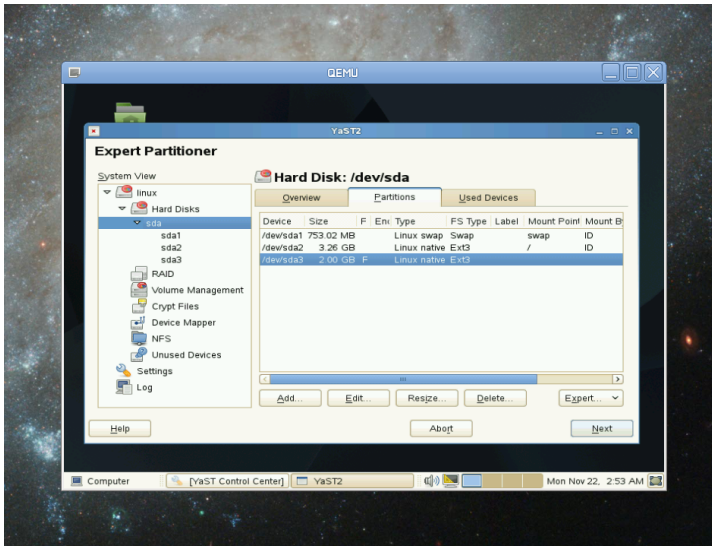 QEMU
YaST2
Expert Partitioner
System View
linux
Hard Disks
sda
sda1
sda2
sda3
RAID
Volume Management
Crypt Files
Device Mapper
NFS
Unused Devices
Settings
Log
Hard Disk: /dev/sda
Overview Partitions Used Devices
Device Size F Enc Type FS Type Label Mount Point Mount B
/dev/sda1 753.02 MB Linux swap Swap swap ID
/dev/sda2 3.26 GB Linux native Ext3 / ID
/dev/sda3 2.00 GB F Linux native Ext3
Add... Edit... Resize... Delete... Expert...
Help Abort Next
Computer [YaST Control Center] YaST2 Mon Nov 22, 2:53 AM